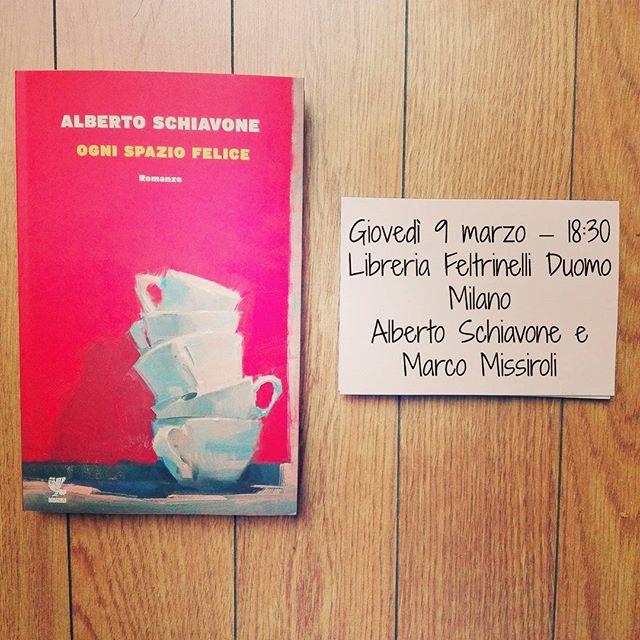 ALBERTO SCHIAVONE
OGNI SPAZIO FELICE
Romanzo
Giovedì 9 marzo – 18:30
Libreria Feltrinelli Duomo
Milano
Alberto Schiavone e
Marco Missiroli